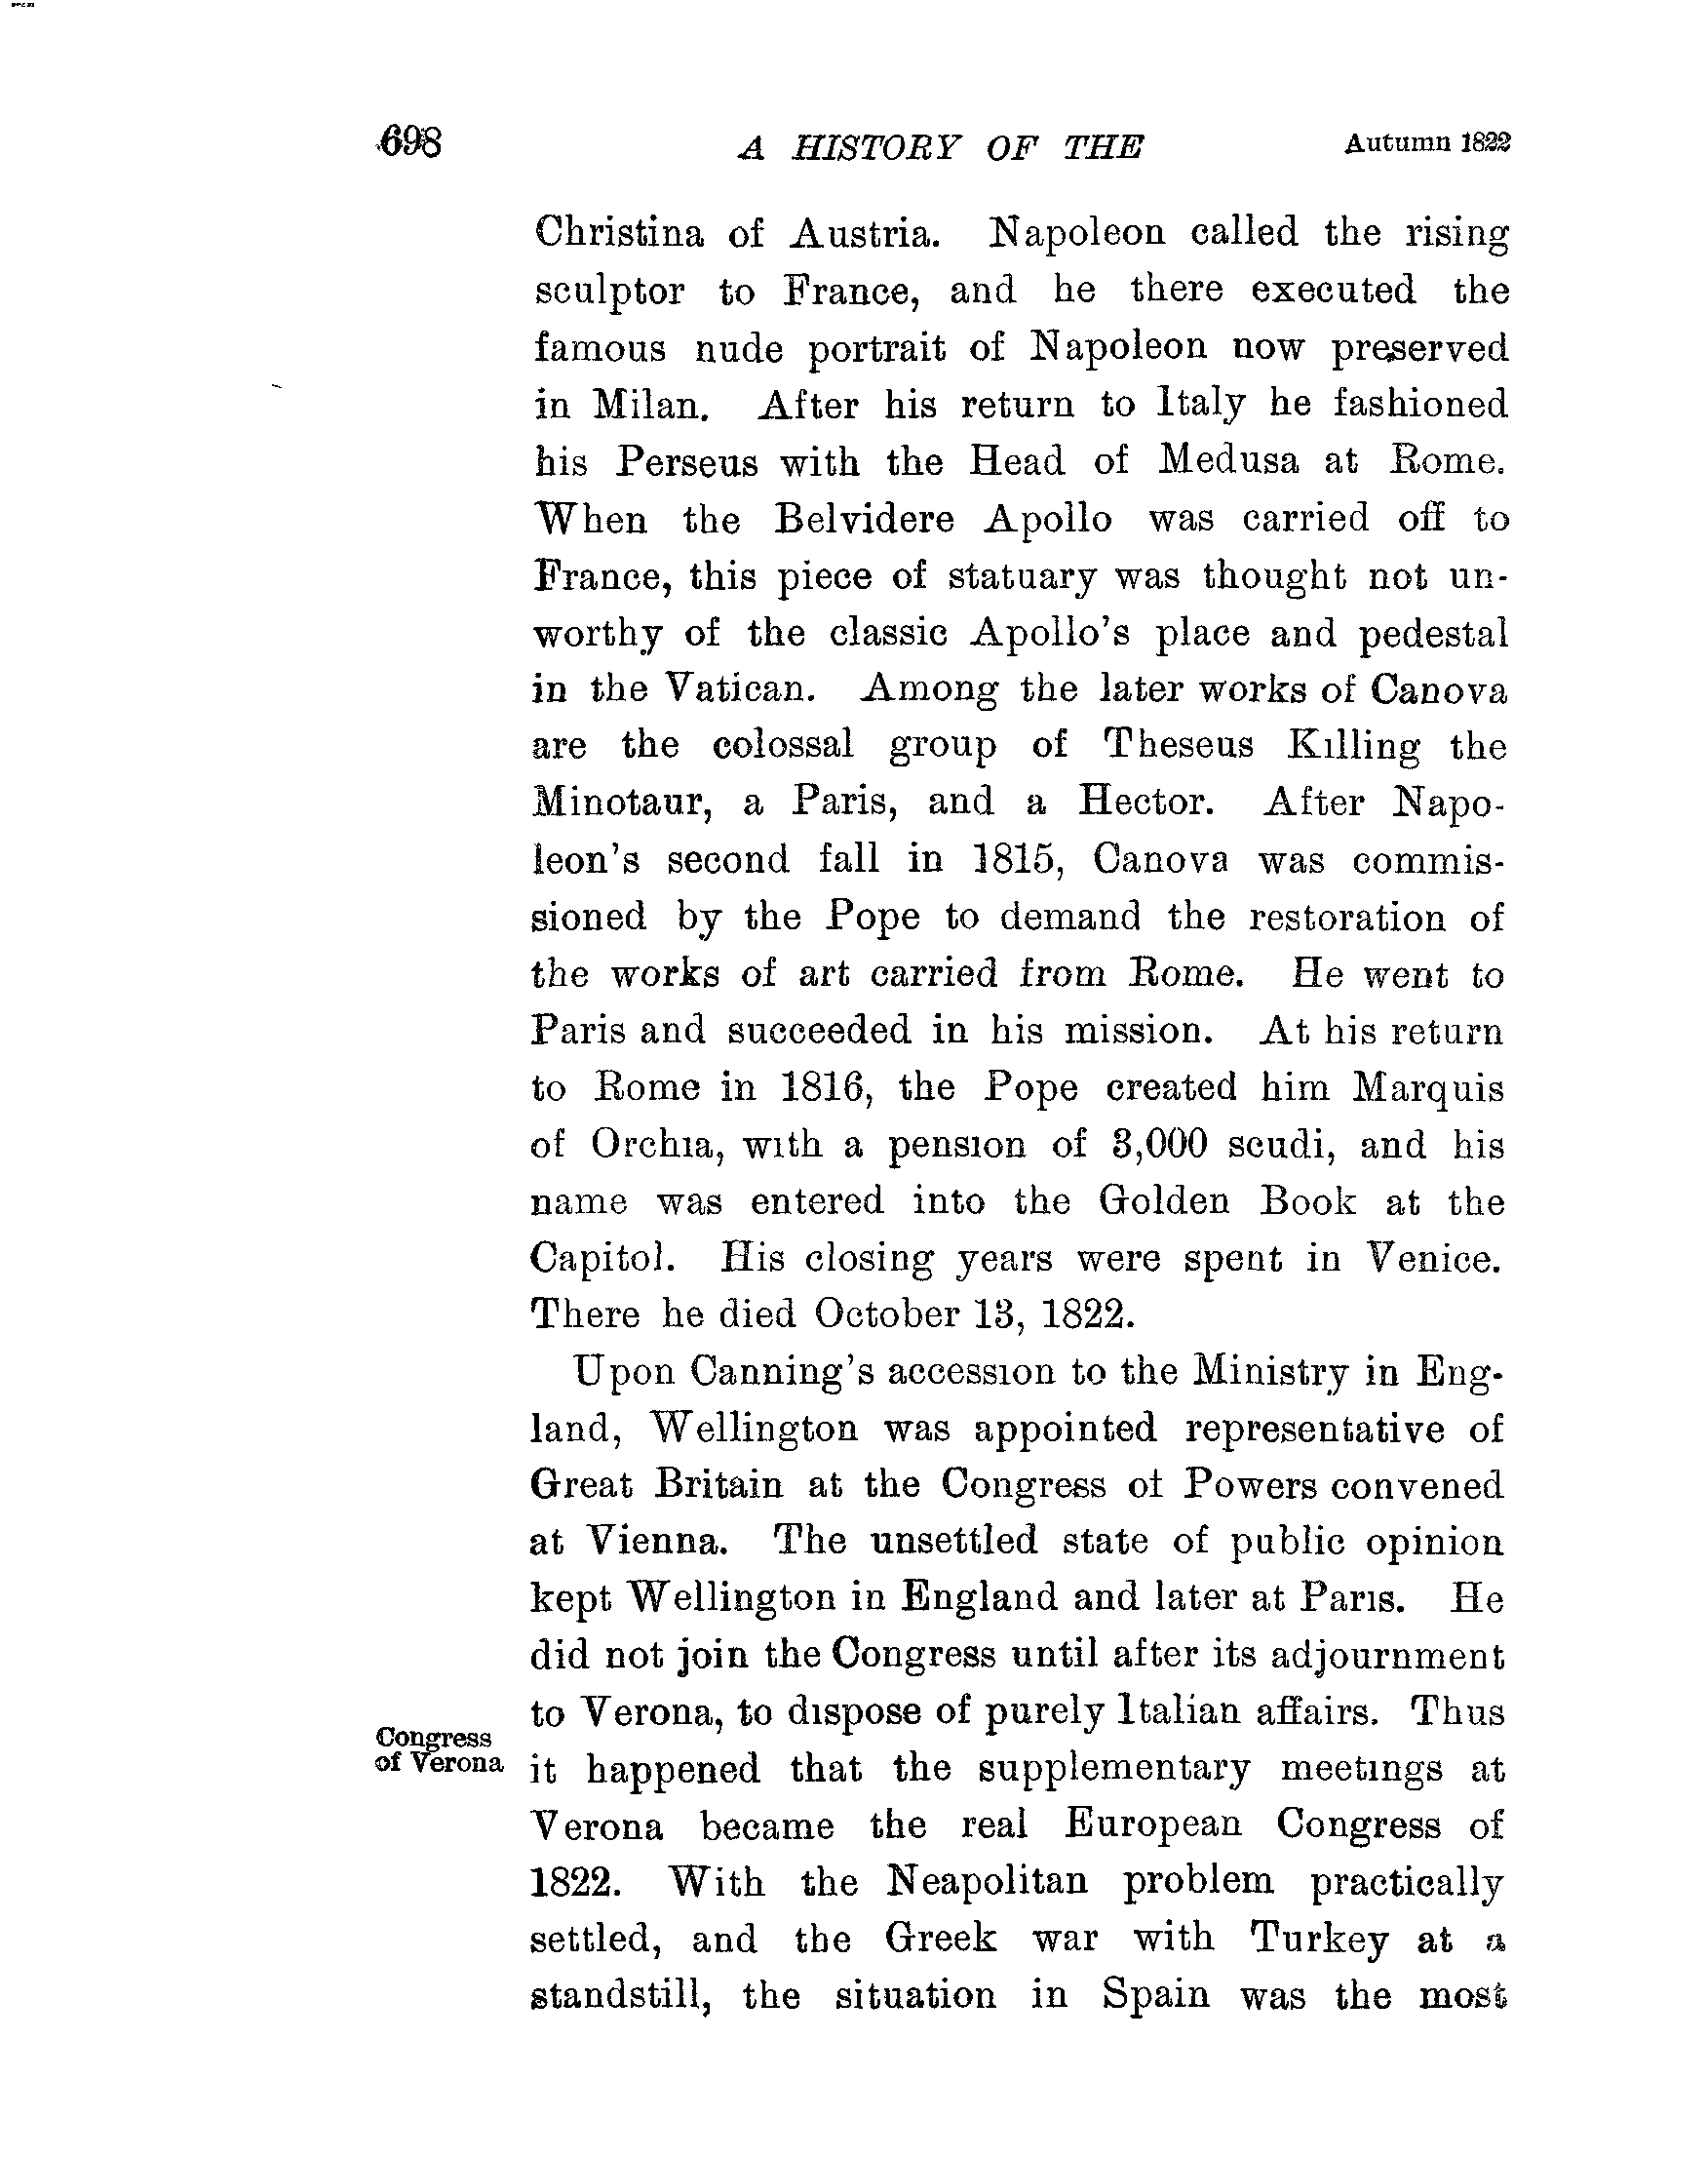 698 A HISTORY OF THE Autumn 1822
Christina of Austria. Napoleon called the rising
sculptor to France, and he there executed the
famous nude portrait of Napoleon now preserved
in Milan. After his return to Italy he fashioned
his Perseus with the Head of Medusa at Rome.
When the Belvidere Apollo was carried off to
France, this piece of statuary was thought not un-
worthy of the classic Apollo's place and pedestal
in the Vatican. Among the later works of Canova
are the colossal group of Theseus Killing the
Minotaur, a Paris, and a Hector. After Napo-
leon's second fall in 1815, Canova was commis-
sioned by the Pope to demand the restoration of
the works of art carried from Rome. He went to
Paris and succeeded in his mission. At his return
to Rome in 1816, the Pope created him Marquis
of Orchia, with a pension of 3,000 scudi, and his
name was entered into the Golden Book at the
Capitol. His closing years were spent in Venice.
There he died October 13, 1822.
Upon Canning's accession to the Ministry in Eng-
land, Wellington was appointed representative of
Great Britain at the Congress of Powers convened
at Vienna. The unsettled state of public opinion
kept Wellington in England and later at Paris. He
did not join the Congress until after its adjournment
to Verona, to dispose of purely Italian affairs. Thus
Congress
of Verona
it happened that the supplementary meetings at
Verona became the real European Congress of
1822. With the Neapolitan problem practically
settled, and the Greek war with Turkey at a
standstill, the situation in Spain was the most